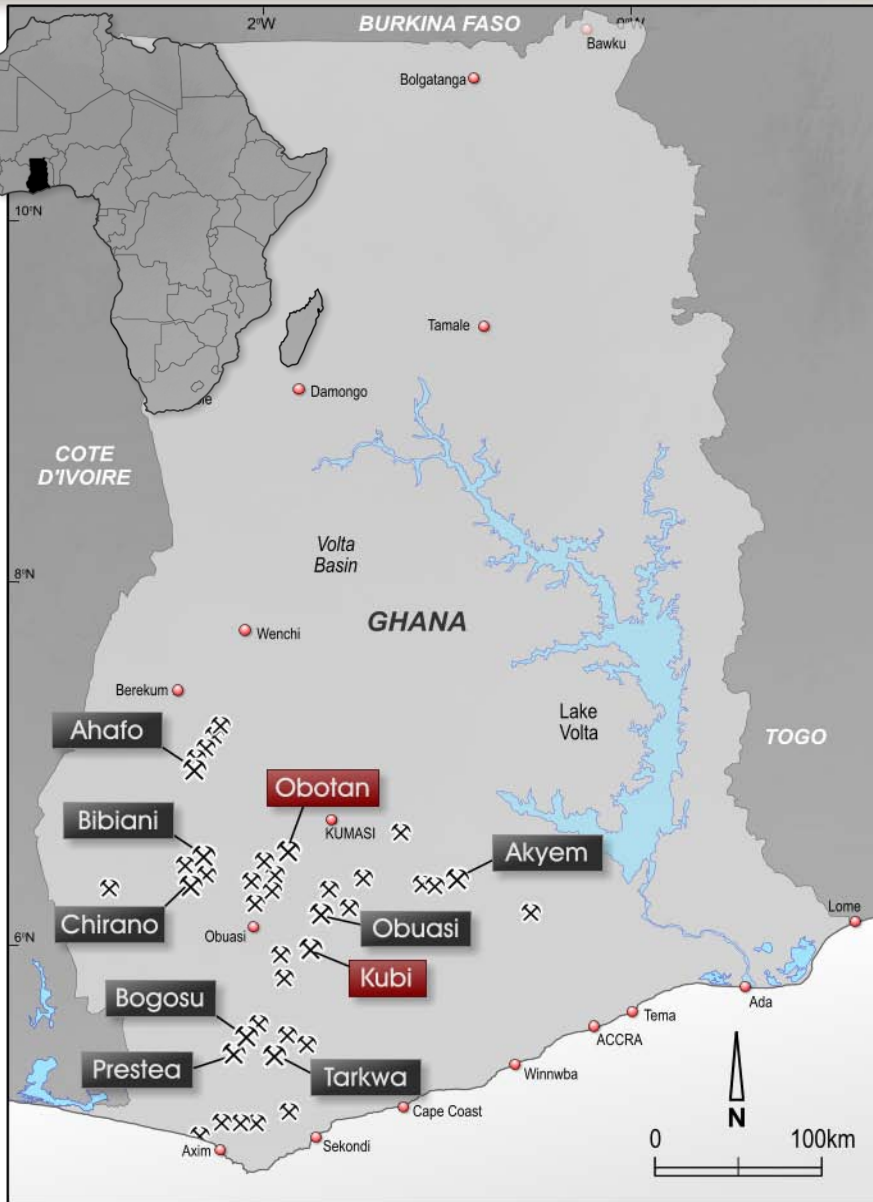 2°W
0°W
BURKINA FASO
Bawku
Bolgatanga
10°N
Tamale
Damongo
COTE
D'IVOIRE
Volta
Basin
8°N
GHANA
Wenchi
Berekum
Lake
Volta
Ahafo
TOGO
Obotan
Bibiani
KUMASI
Akyem
Chirano
Lome
Obuasi
Obuasi
6°N
Kubi
Bogosu
Ada
Tema
ACCRA
Prestea
Tarkwa
Winnwba
Cape Coast
N
Axim
Sekondi
0
100km